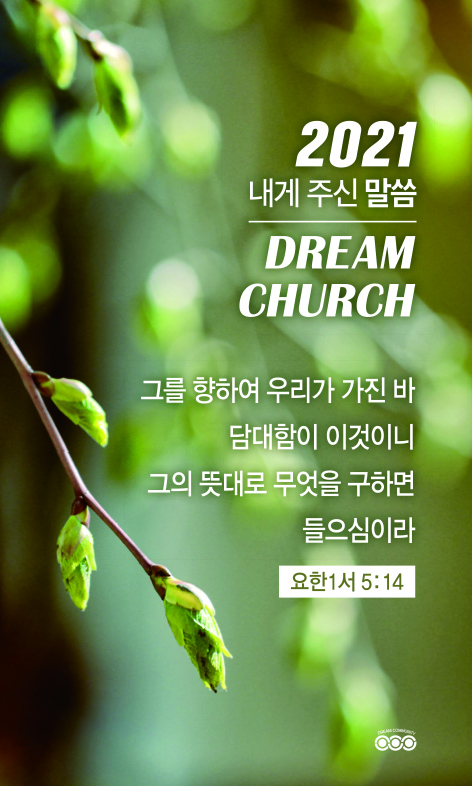 2021
내게 주신 말씀
DREAM
CHURCH
그를 향하여 우리가 가진 바
담대함이 이것이니
그의 뜻대로 무엇을 구하면
들으심이라
요한1서 5:14
DREAM COMMUNITY